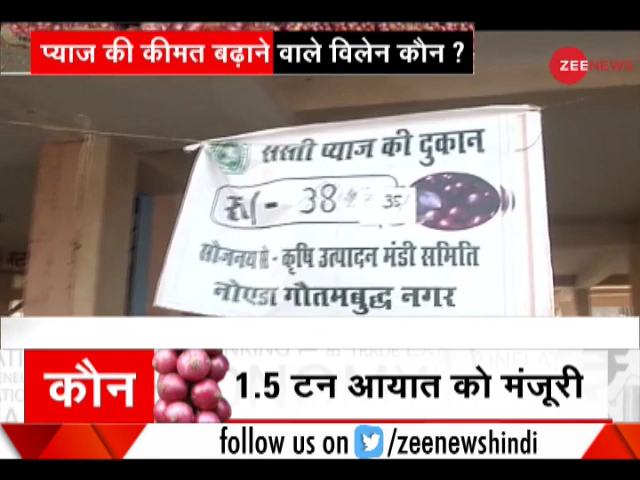 प्याज की कीमत बढ़ाने वाले विलेन कौन ?
ZEE NEWS
सस्ती प्याज की दुकान
रू/- 38 35/
सौजन्य से - कृषि उत्पादन मंडी समिति
नोएडा गौतमबुद्ध नगर
कौन
1.5 टन आयात को मंजूरी
follow us on /zeenewshindi